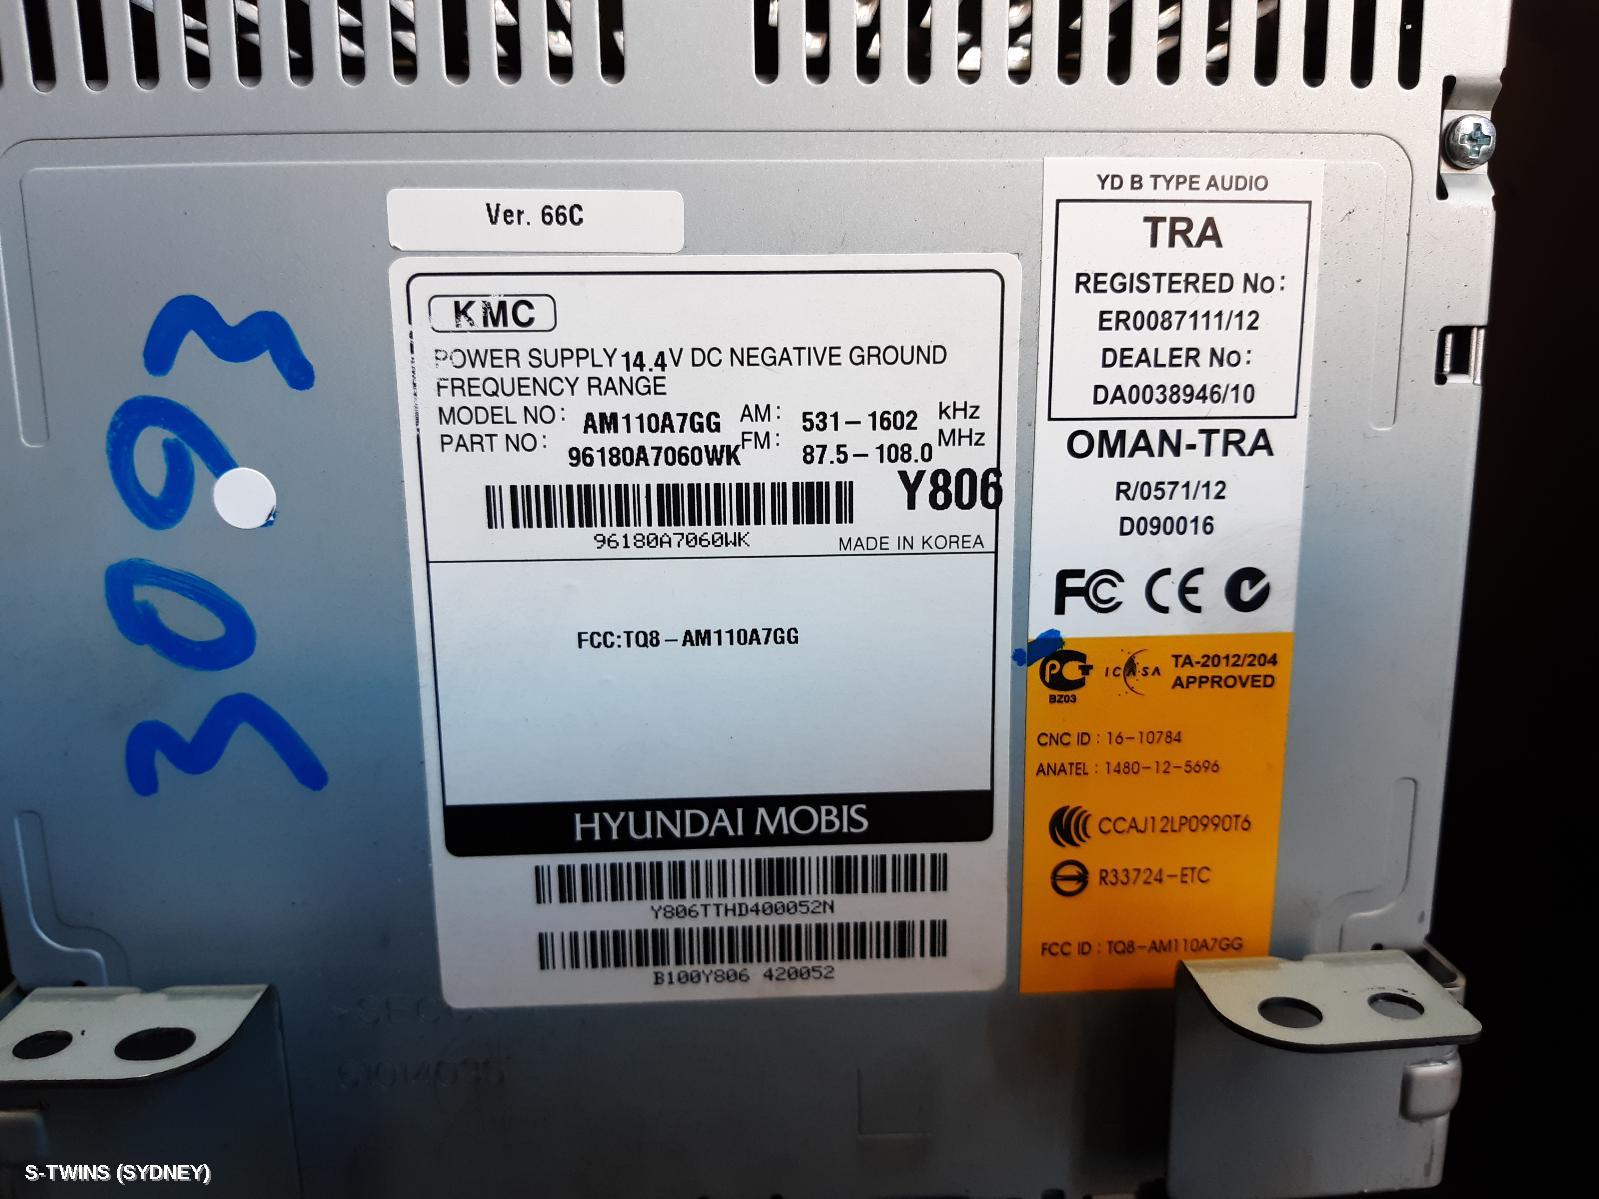 Ver. 66C
KMC
POWER SUPPLY 14.4V DC NEGATIVE GROUND
FREQUENCY RANGE
MODEL NO: AM110A7GG AM: 531-1602 kHz
PART NO: 96180A7060WK FM: 87.5-108.0 MHz
Y806
96180A7060WK
MADE IN KOREA
FCC:TQ8-AM110A7GG
HYUNDAI MOBIS
Y806TTHD400052N
B100Y806 420052
YD B TYPE AUDIO
TRA
REGISTERED No:
ER0087111/12
DEALER No:
DA0038946/10
OMAN-TRA
R/0571/12
D090016
FC CE
PCT
BZ03
ICASA
TA-2012/204
APPROVED
CNC ID : 16-10784
ANATEL : 1480-12-5696
CCAJ12LP0990T6
R33724-ETC
FCC ID : TQ8-AM110A7GG
3093
S-TWINS (SYDNEY)